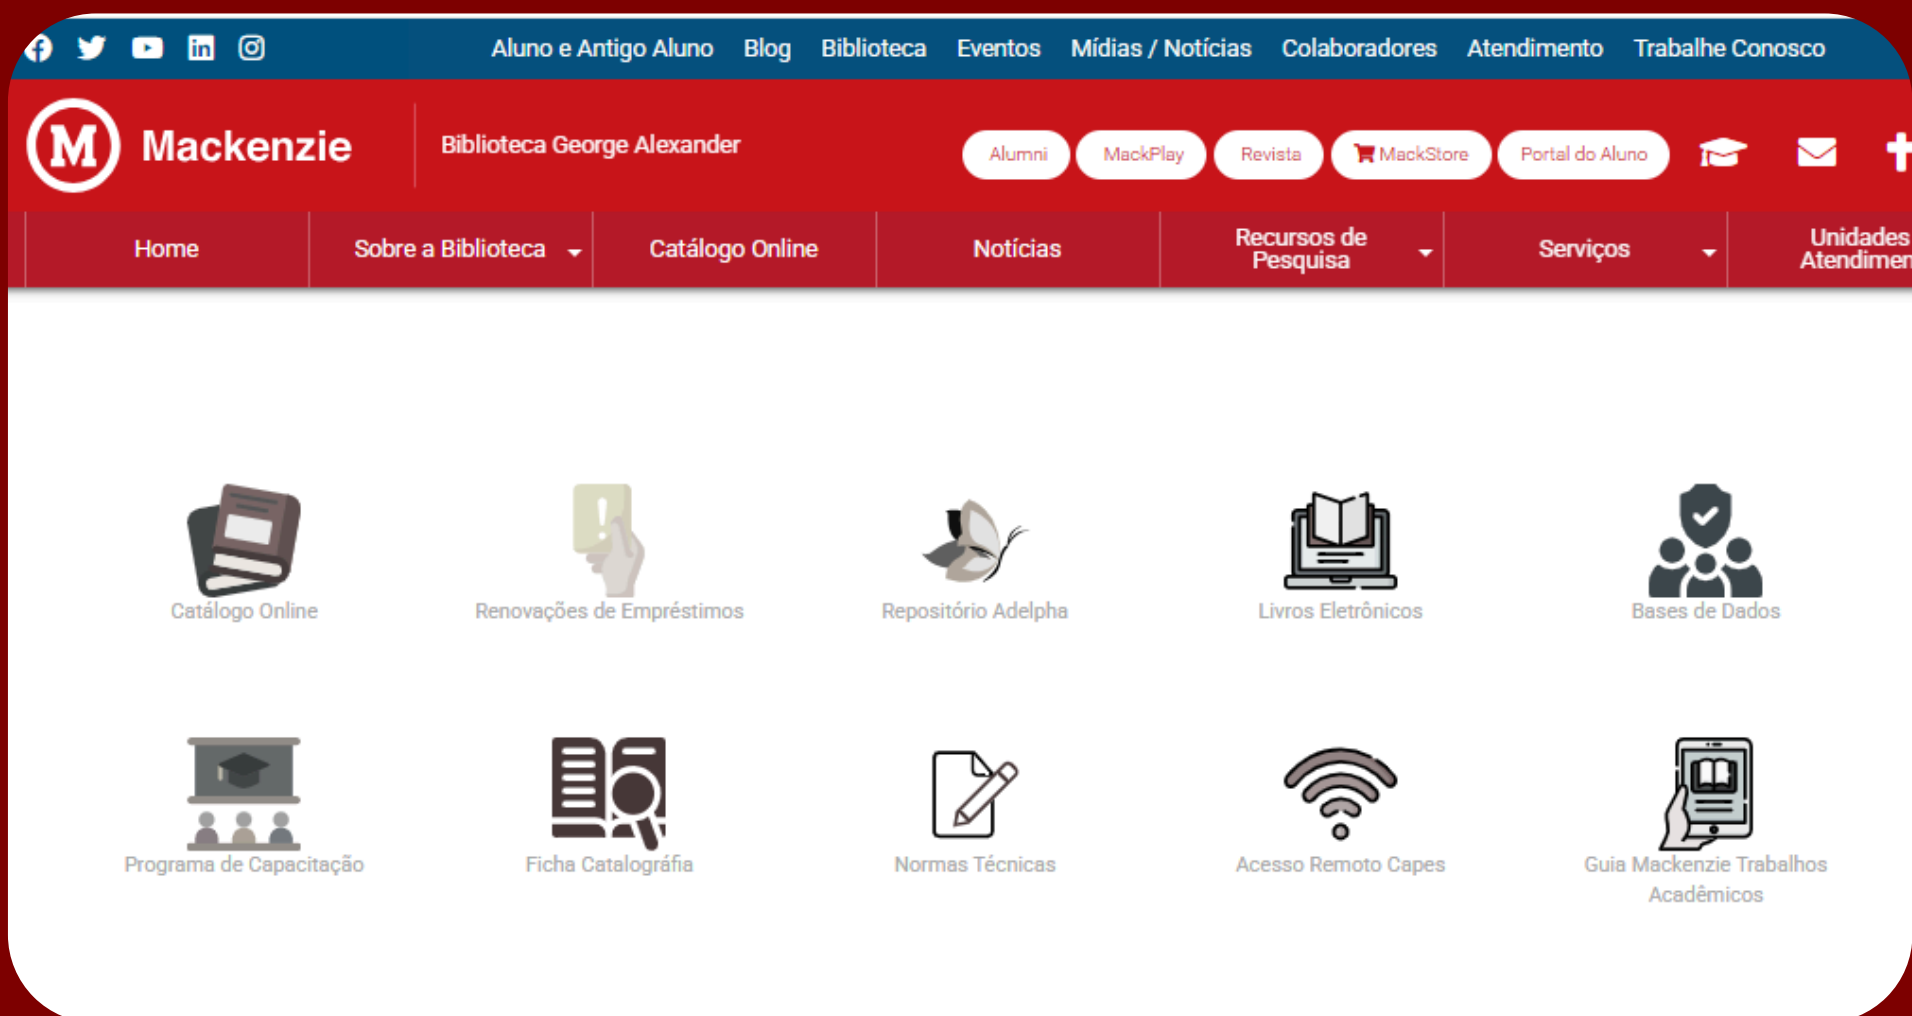 Aluno e Antigo Aluno Blog Biblioteca Eventos Mídias / Notícias Colaboradores Atendimento Trabalhe Conosco
M Mackenzie Biblioteca George Alexander Alumni MackPlay Revista MackStore Portal do Aluno
Home Sobre a Biblioteca Catálogo Online Notícias Recursos de Pesquisa Serviços Unidades
Catálogo Online Renovações de Empréstimos Repositório Adelpha Livros Eletrônicos Bases de Dados
Programa de Capacitação Ficha Catalográfia Normas Técnicas Acesso Remoto Capes Guia Mackenzie Trabalhos
Acadêmicos